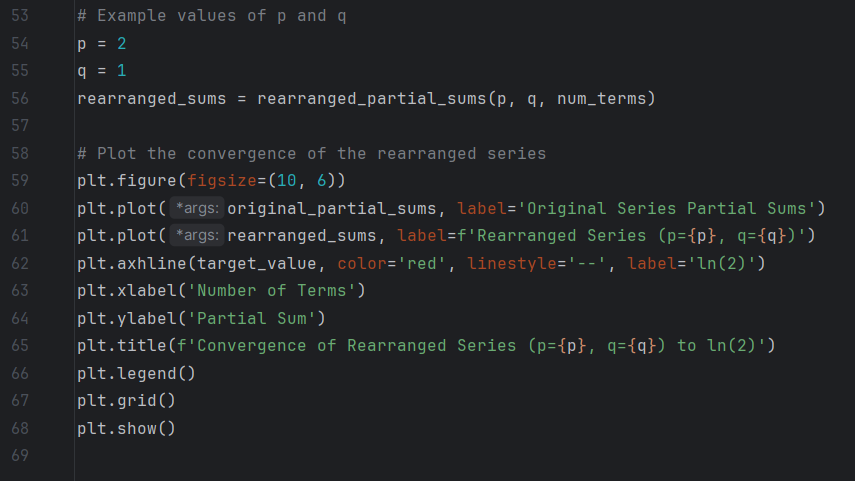 53 # Example values of p and q
54 p = 2
55 q = 1
56 rearranged_sums = rearranged_partial_sums(p, q, num_terms)
57
58 # Plot the convergence of the rearranged series
59 plt.figure(figsize=(10, 6))
60 plt.plot( *args: original_partial_sums, label='Original Series Partial Sums')
61 plt.plot( *args: rearranged_sums, label=f'Rearranged Series (p={p}, q={q})')
62 plt.axhline(target_value, color='red', linestyle='--', label='ln(2)')
63 plt.xlabel('Number of Terms')
64 plt.ylabel('Partial Sum')
65 plt.title(f'Convergence of Rearranged Series (p={p}, q={q}) to ln(2)')
66 plt.legend()
67 plt.grid()
68 plt.show()
69